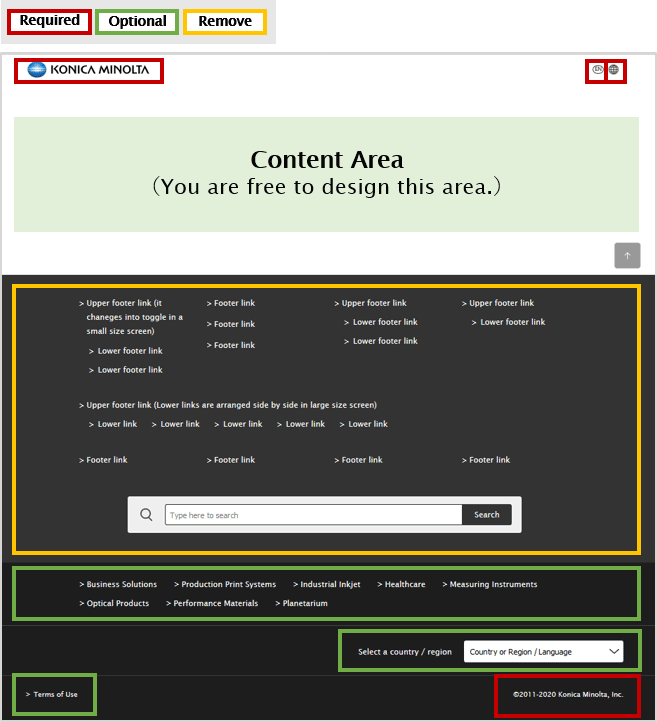 Required Optional Remove
KONICA MINOLTA EN
Content Area
（You are free to design this area.）
↑
> Upper footer link (it
chaneges into toggle in a
small size screen)
> Lower footer link
> Lower footer link
> Footer link
> Footer link
> Footer link
> Upper footer link
> Lower footer link
> Lower footer link
> Upper footer link
> Lower footer link
> Upper footer link (Lower links are arranged side by side in large size screen)
> Lower link > Lower link > Lower link > Lower link > Lower link
> Footer link > Footer link > Footer link > Footer link
Type here to search Search
> Business Solutions > Production Print Systems > Industrial Inkjet > Healthcare > Measuring Instruments
> Optical Products > Performance Materials > Planetarium
Select a country / region Country or Region / Language
> Terms of Use ©2011-2020 Konica Minolta, Inc.